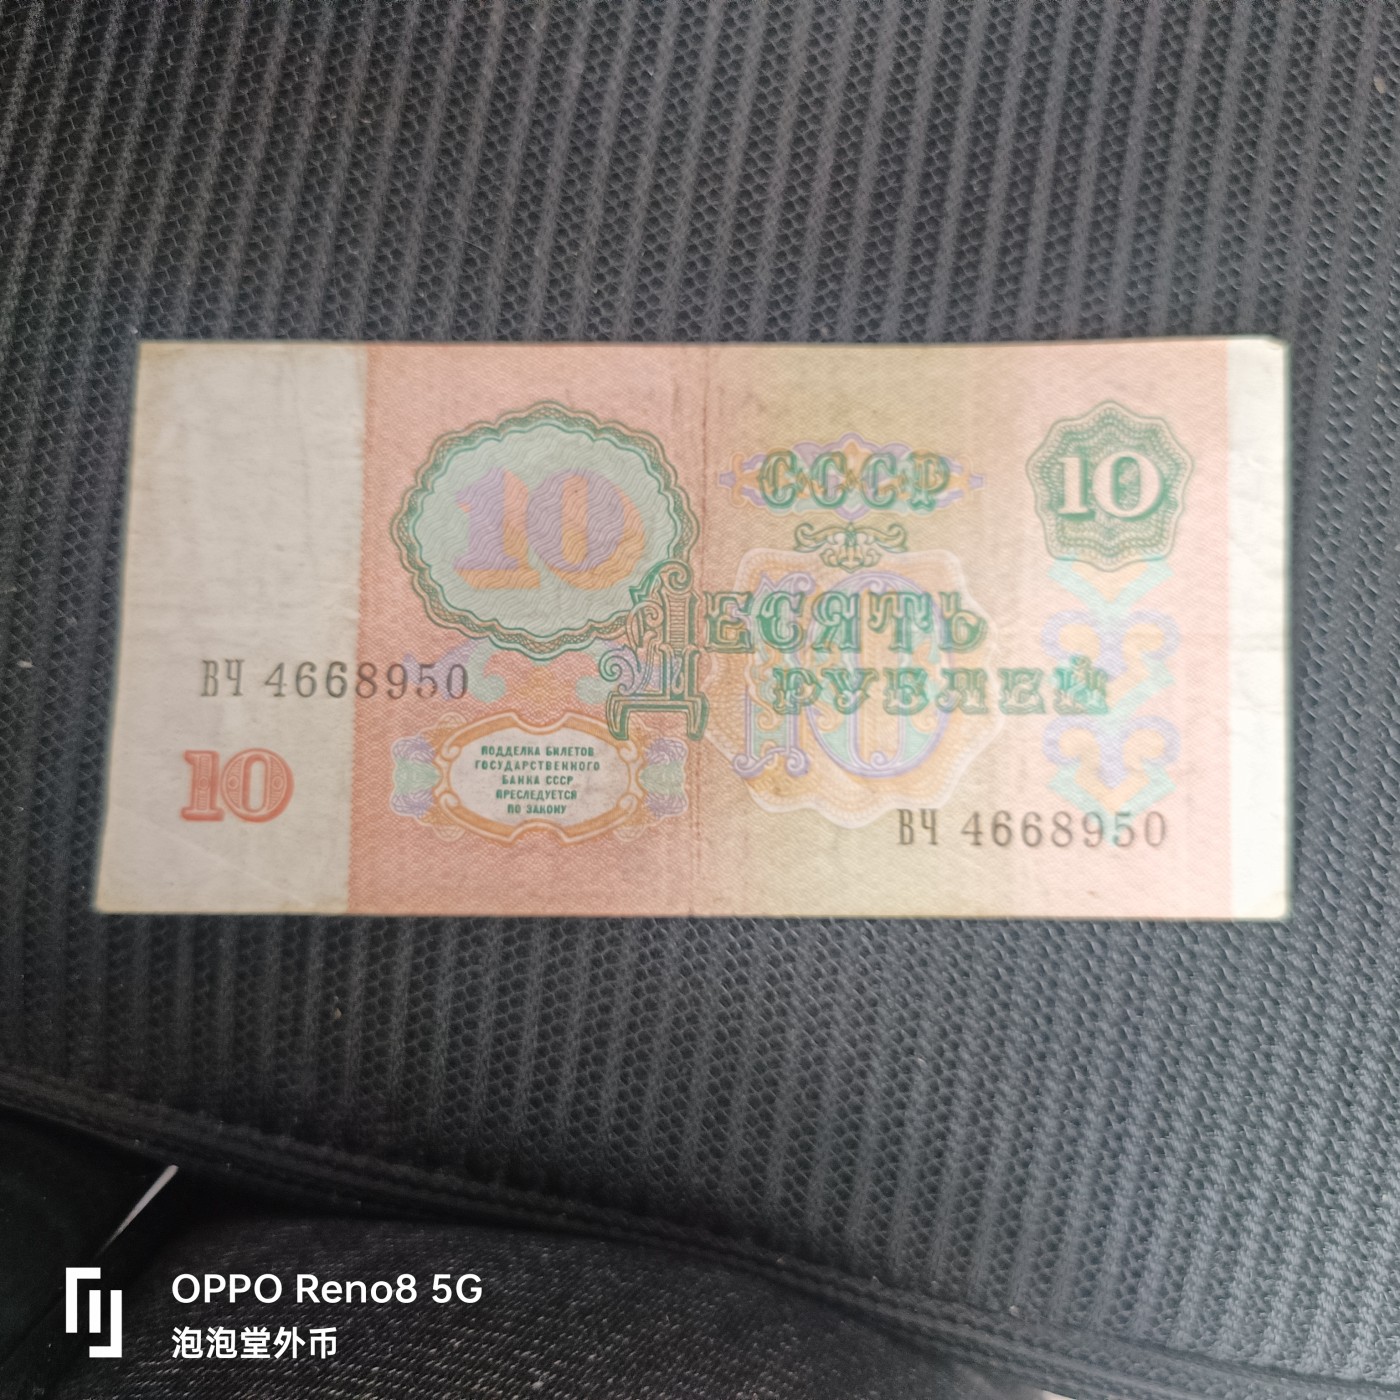 10
СССР
10
ДЕСЯТЬ
РУБЛЕЙ
10
ВЧ 4668950
ПОДДЕЛКА БИЛЕТОВ
ГОСУДАРСТВЕННОГО
БАНКА СССР
ПРЕСЛЕДУЕТСЯ
ПО ЗАКОНУ
10
ВЧ 4668950
OPPO Reno8 5G
泡泡堂外币